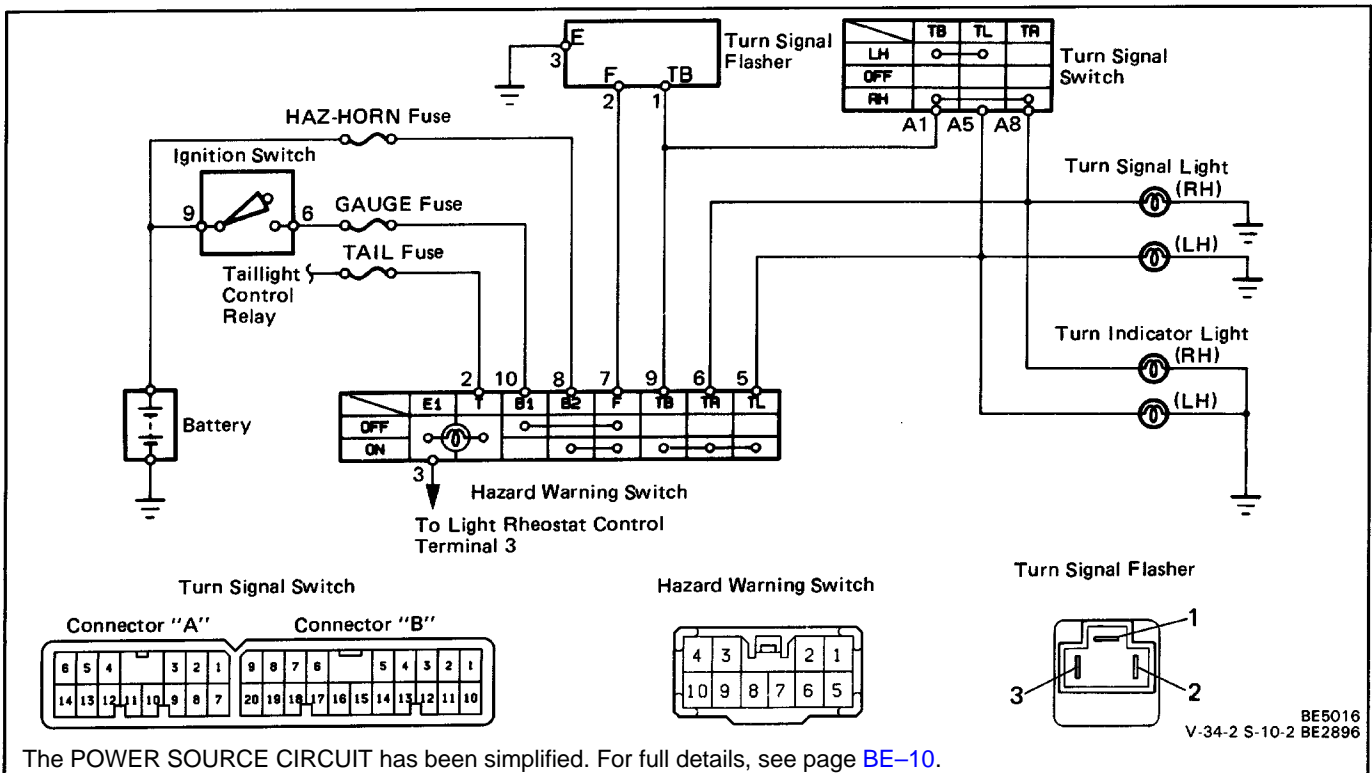 E
3
F
TB
2
1
Turn Signal
Flasher
TB TL TR
LH
OFF
RH
Turn Signal
Switch
A1 A5 A8
HAZ-HORN Fuse
Ignition Switch
9
6
GAUGE Fuse
TAIL Fuse
Taillight
Control
Relay
Turn Signal Light
(RH)
(LH)
Turn Indicator Light
(RH)
(LH)
Battery
2 10 8 7 9 6 5
E1 T B1 B2 F TB TR TL
OFF
ON
3
Hazard Warning Switch
To Light Rheostat Control
Terminal 3
Turn Signal Switch
Connector "A"
Connector "B"
6 5 4 3 2 1
14 13 12 11 10 9 8 7
9 8 7 6 5 4 3 2 1
20 19 18 17 16 15 14 13 12 11 10
Hazard Warning Switch
4 3 2 1
10 9 8 7 6 5
Turn Signal Flasher
1
3
2
BE5016
V-34-2 S-10-2 BE2896
The POWER SOURCE CIRCUIT has been simplified. For full details, see page BE–10.